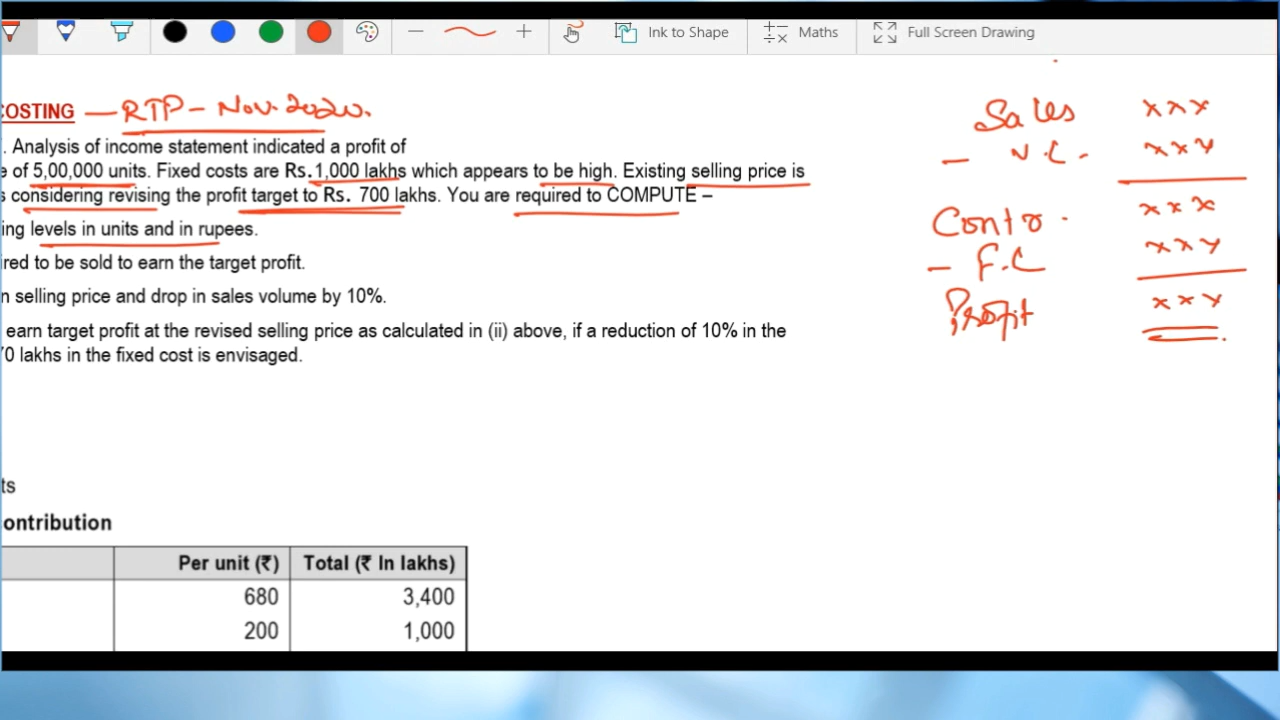 Ink to Shape
Maths
Full Screen Drawing
COSTING — RTP - Nov. 2020.
. Analysis of income statement indicated a profit of
e of 5,00,000 units. Fixed costs are Rs.1,000 lakhs which appears to be high. Existing selling price is
s considering revising the profit target to Rs. 700 lakhs. You are required to COMPUTE –
ing levels in units and in rupees.
red to be sold to earn the target profit.
n selling price and drop in sales volume by 10%.
earn target profit at the revised selling price as calculated in (ii) above, if a reduction of 10% in the
70 lakhs in the fixed cost is envisaged.
Sales xxx
- V.C. xxx
Contro. xxx
- F.C xxx
Profit xxx
ts
ontribution
Per unit (₹) Total (₹ In lakhs)
680 3,400
200 1,000